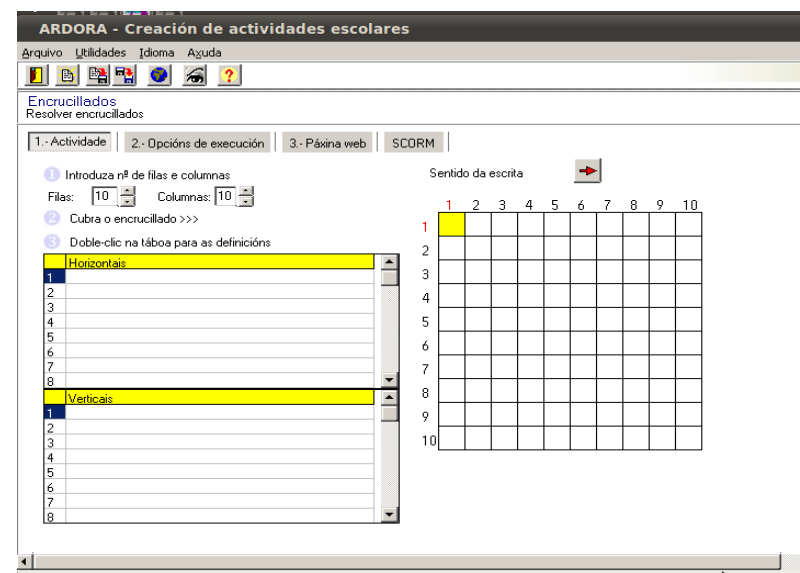 ARDORA - Creación de actividades escolares
Arquivo Utilidades Idioma Axuda
Encrucillados
Resolver encrucillados
1.- Actividade 2.- Opcións de execución 3.- Páxina web SCORM
1 Introduza nº de filas e columnas
Filas: 10 Columnas: 10
2 Cubra o encrucillado >>>
3 Doble-clic na táboa para as definicións
Horizontais
1
2
3
4
5
6
7
8
Verticais
1
2
3
4
5
6
7
8
Sentido da escrita
1 2 3 4 5 6 7 8 9 10
1
2
3
4
5
6
7
8
9
10